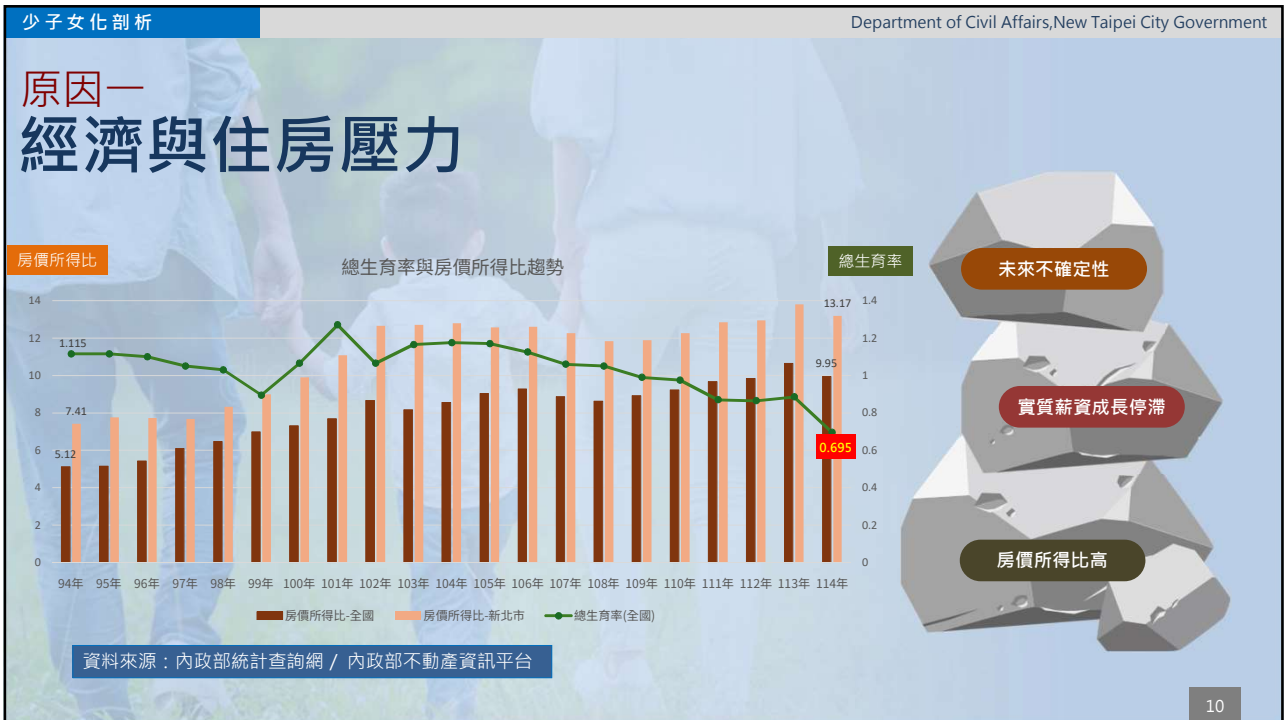 少子女化剖析
Department of Civil Affairs,New Taipei City Government
原因一
經濟與住房壓力
房價所得比
總生育率與房價所得比趨勢
總生育率
14
12
10
8
6
4
2
0
1.115
7.41
5.12
13.17
9.95
0.695
1.4
1.2
1
0.8
0.6
0.4
0.2
0
94年 95年 96年 97年 98年 99年 100年 101年 102年 103年 104年 105年 106年 107年 108年 109年 110年 111年 112年 113年 114年
房價所得比-全國 房價所得比-新北市 總生育率(全國)
未來不確定性
實質薪資成長停滯
房價所得比高
資料來源：內政部統計查詢網 / 內政部不動產資訊平台
10